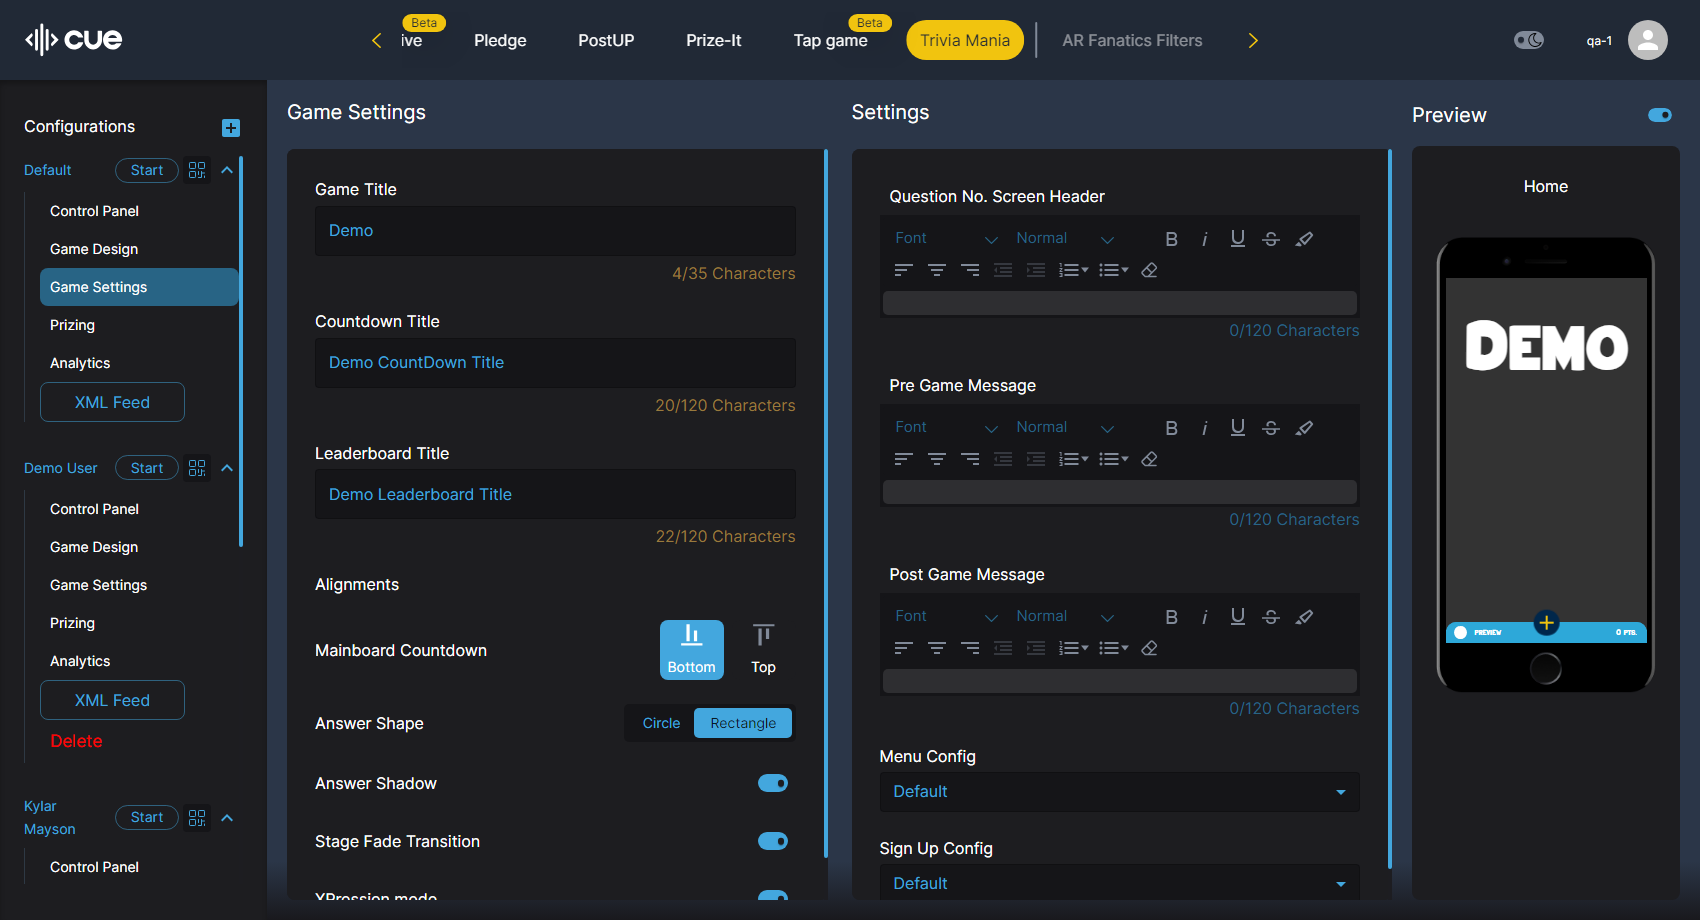 cue
ive
Beta
Pledge
PostUP
Prize-It
Tap game
Beta
Trivia Mania
AR Fanatics Filters
qa-1
Configurations
Default
Start
Control Panel
Game Design
Game Settings
Prizing
Analytics
XML Feed
Demo User
Start
Control Panel
Game Design
Game Settings
Prizing
Analytics
XML Feed
Delete
Kylar
Mayson
Start
Control Panel
Game Settings
Game Title
Demo
4/35 Characters
Countdown Title
Demo CountDown Title
20/120 Characters
Leaderboard Title
Demo Leaderboard Title
22/120 Characters
Alignments
Mainboard Countdown
Bottom
Top
Answer Shape
Circle
Rectangle
Answer Shadow
Stage Fade Transition
XPression mode
Settings
Question No. Screen Header
Font
Normal
0/120 Characters
Pre Game Message
Font
Normal
0/120 Characters
Post Game Message
Font
Normal
0/120 Characters
Menu Config
Default
Sign Up Config
Default
Preview
Home
DEMO
PREVIEW
0 PTS.